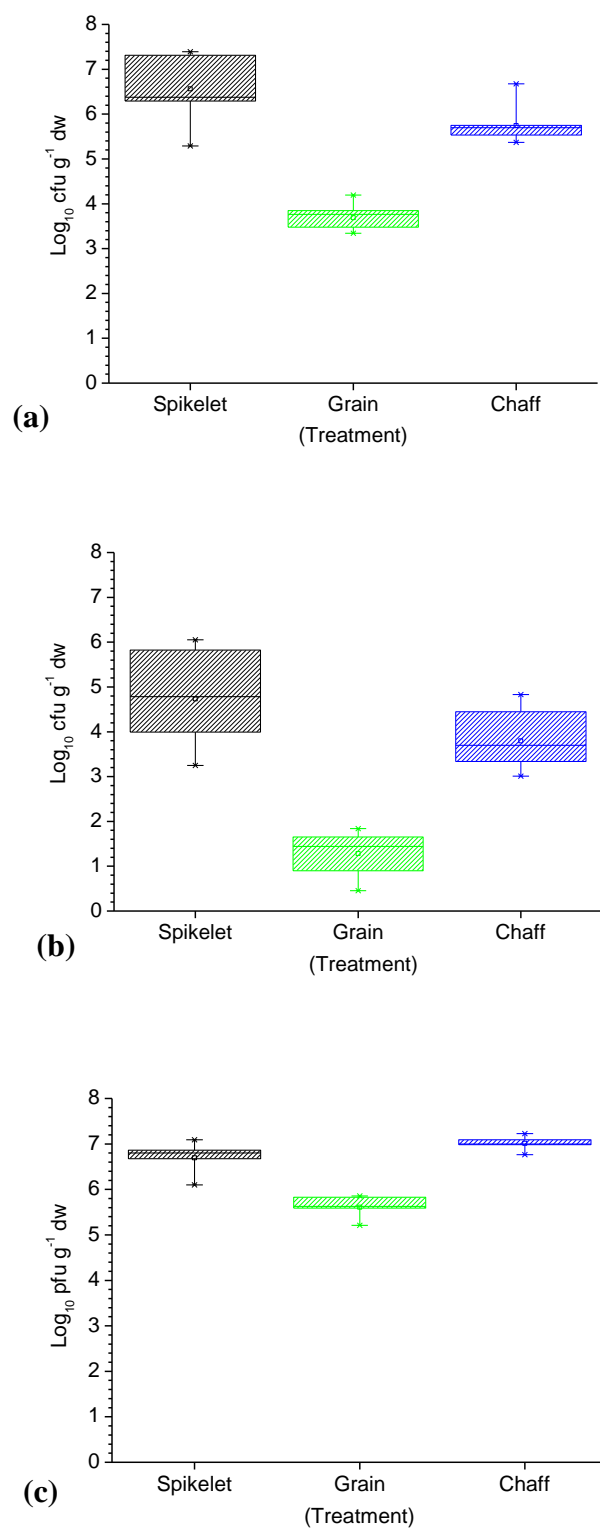 8
7
6
5
4
3
2
1
0
Log₁₀ cfu g⁻¹ dw
Spikelet Grain Chaff
(Treatment)
(a)
8
7
6
5
4
3
2
1
0
Log₁₀ cfu g⁻¹ dw
Spikelet Grain Chaff
(Treatment)
(b)
8
7
6
5
4
3
2
1
0
Log₁₀ pfu g⁻¹ dw
Spikelet Grain Chaff
(Treatment)
(c)